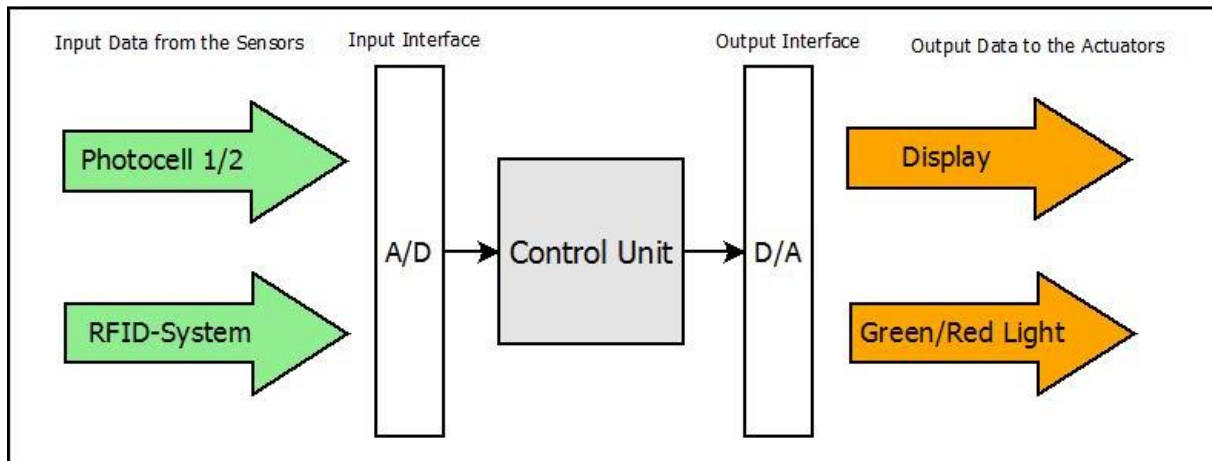 Input Data from the Sensors
Input Interface
Output Interface
Output Data to the Actuators
Photocell 1/2
Display
A/D
Control Unit
D/A
RFID-System
Green/Red Light